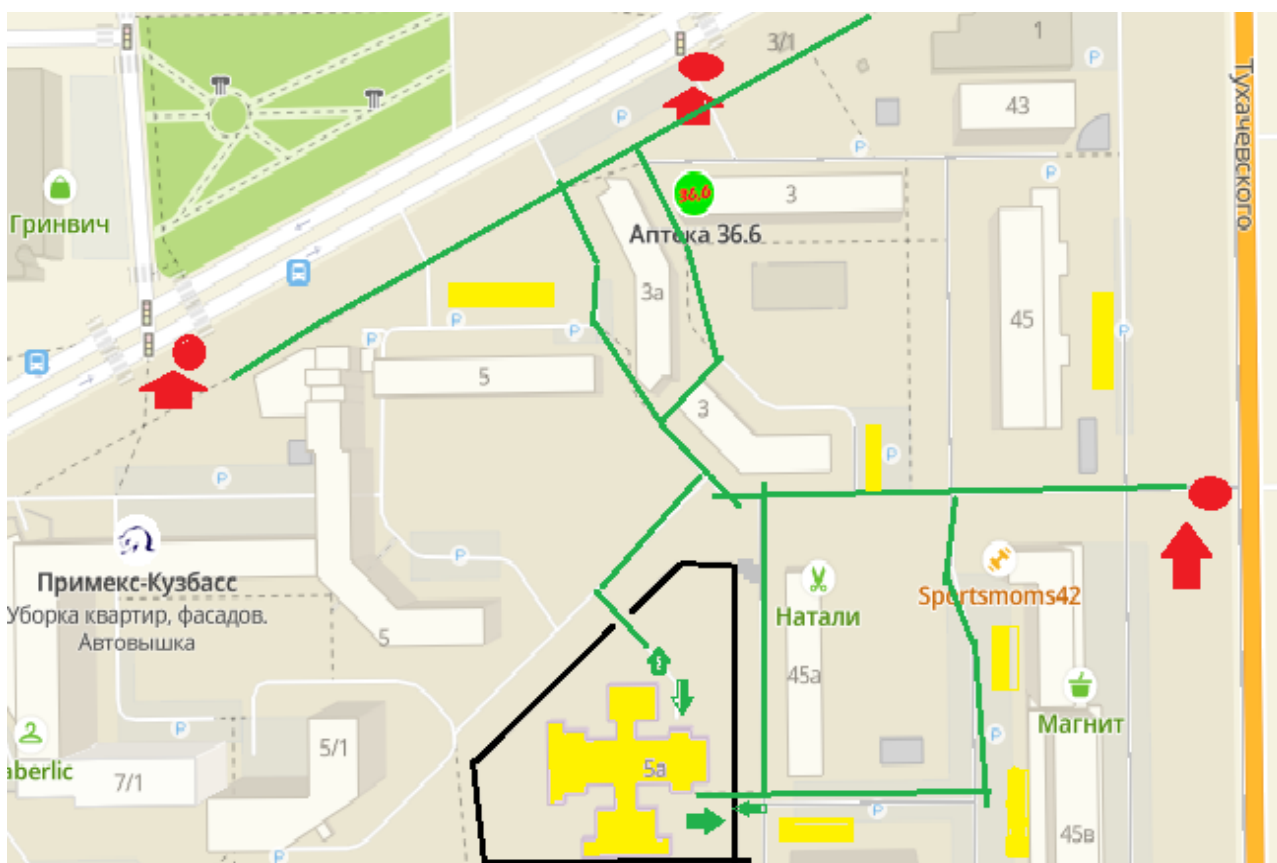 3/1
P
1
P
43
P
P
P
Тухачевского
Гринвич
36.6
3
Аптека 36.6
3а
45
P
P
P
P
5
3
P
P
P
Примекс-Кузбасс
Уборка квартир, фасадов.
Автовышка
5
Sportsmoms42
Натали
45а
Магнит
P
P
5/1
aberlic
7/1
5а
P
45в
P